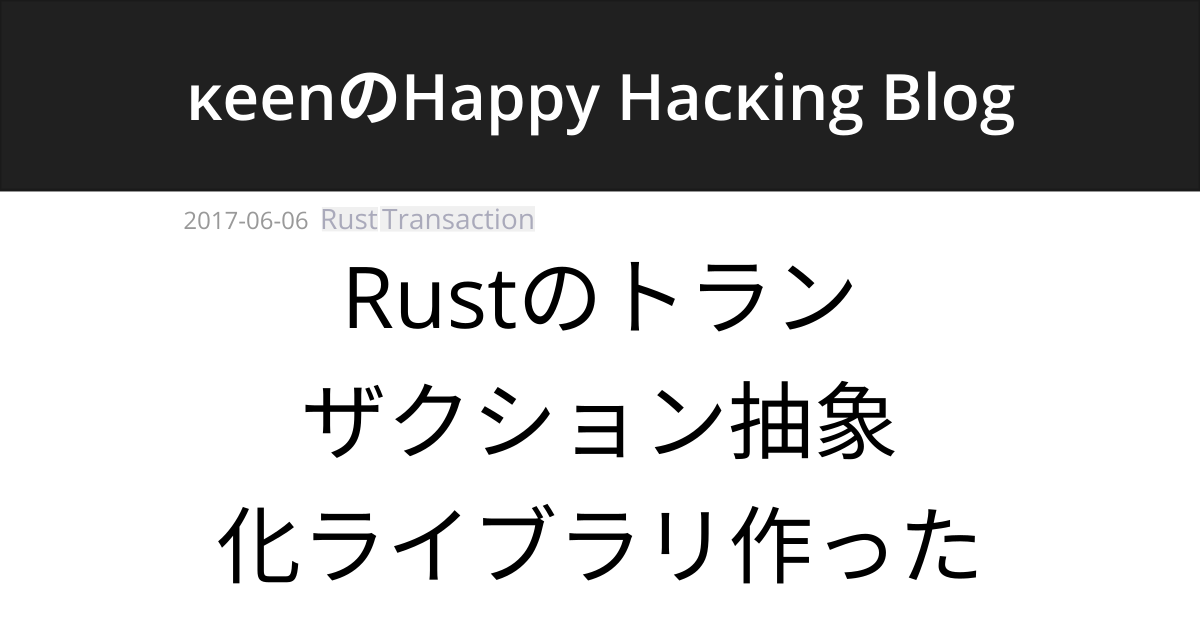 κeenのHappy Hacκing Blog
2017-06-06 Rust Transaction
Rustのトラン
ザクション抽象
化ライブラリ作った